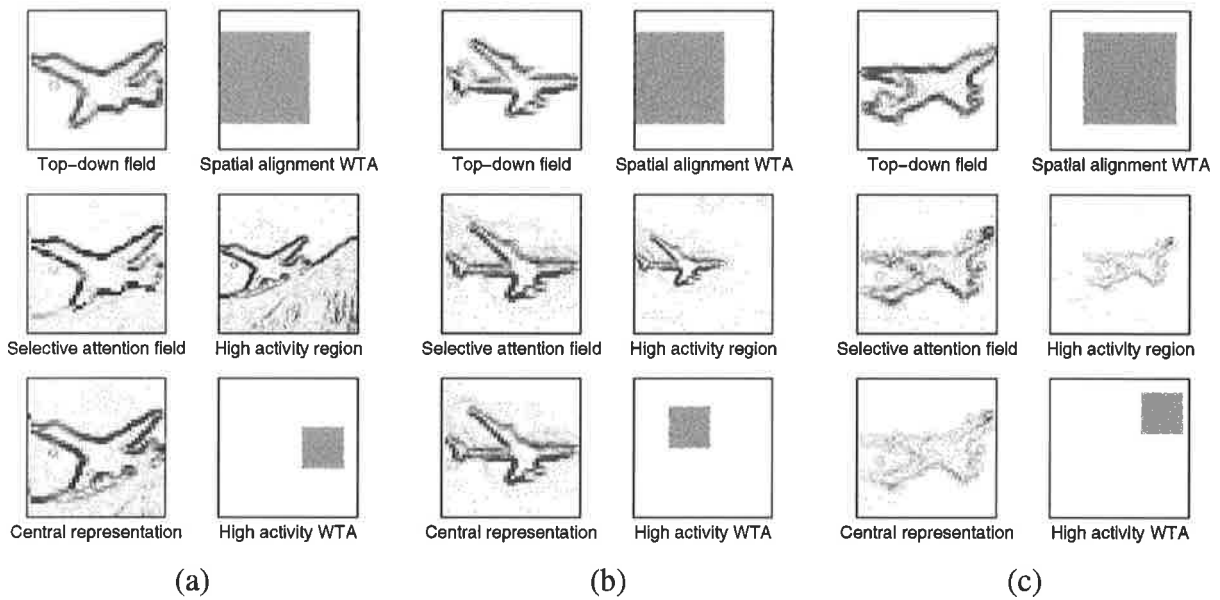 Top-down field Spatial alignment WTA Top-down field Spatial alignment WTA Top-down field Spatial alignment WTA
Selective attention field High activity region Selective attention field High activity region Selective attention field High activity region
Central representation High activity WTA Central representation High activity WTA Central representation High activity WTA
(a) (b) (c)